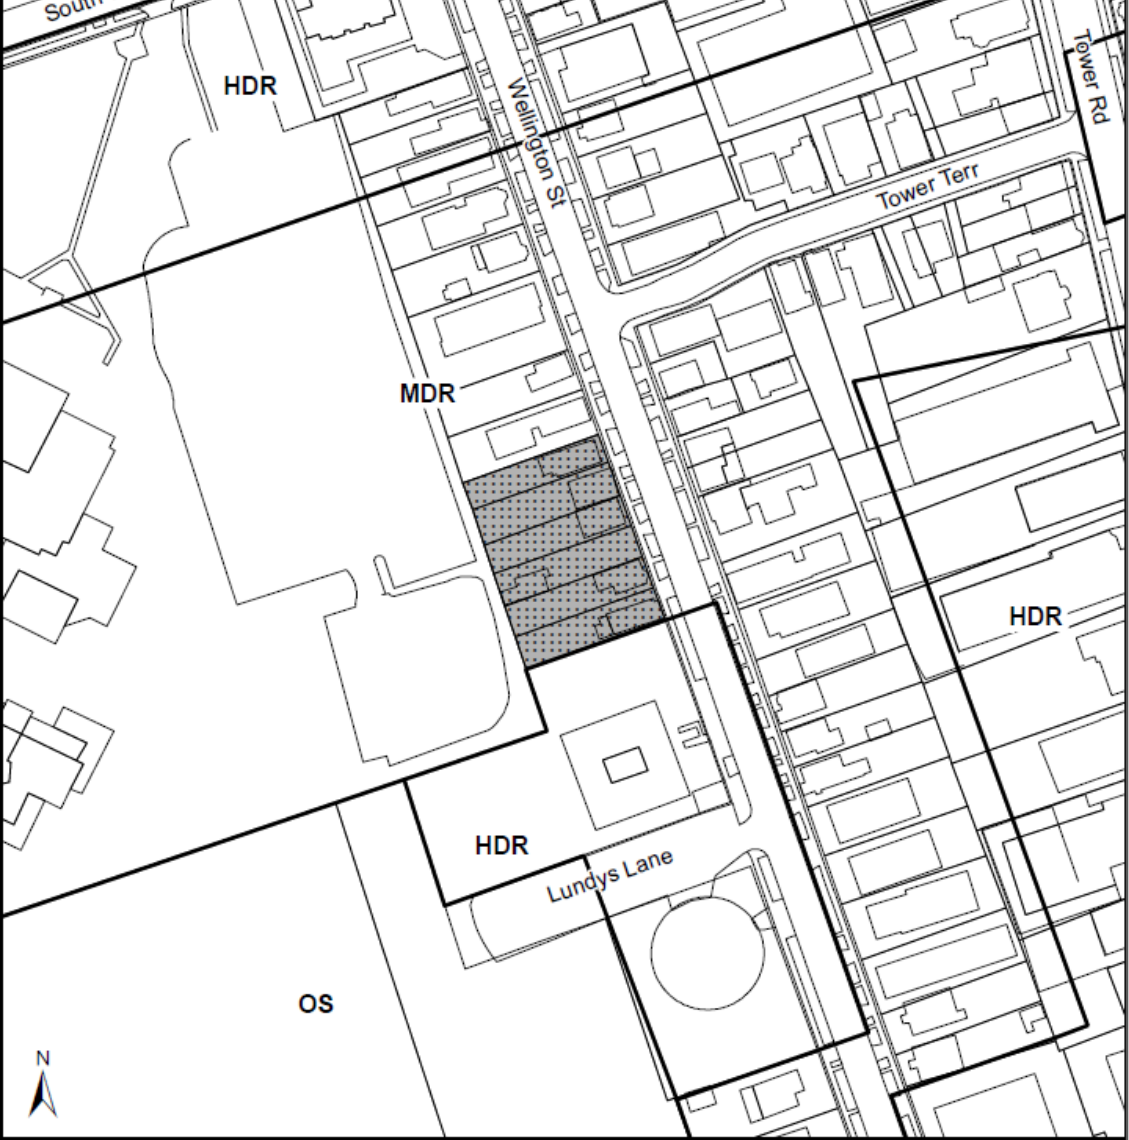 South
HDR
Wellington St
Tower Rd
Tower Terr
MDR
HDR
HDR
Lundys Lane
OS
N